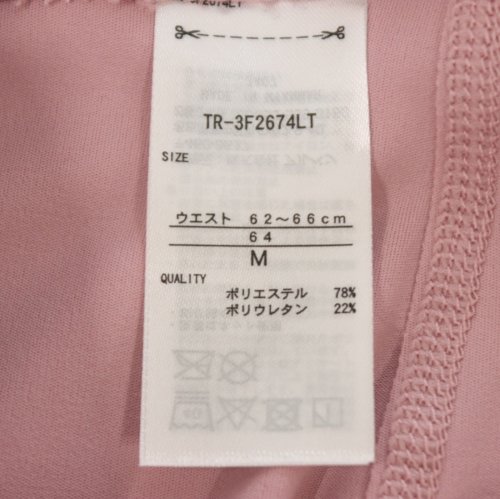 TR-3F2674LT
SIZE
ウエスト 62～66cm
64
M
QUALITY
ポリエステル 78%
ポリウレタン 22%